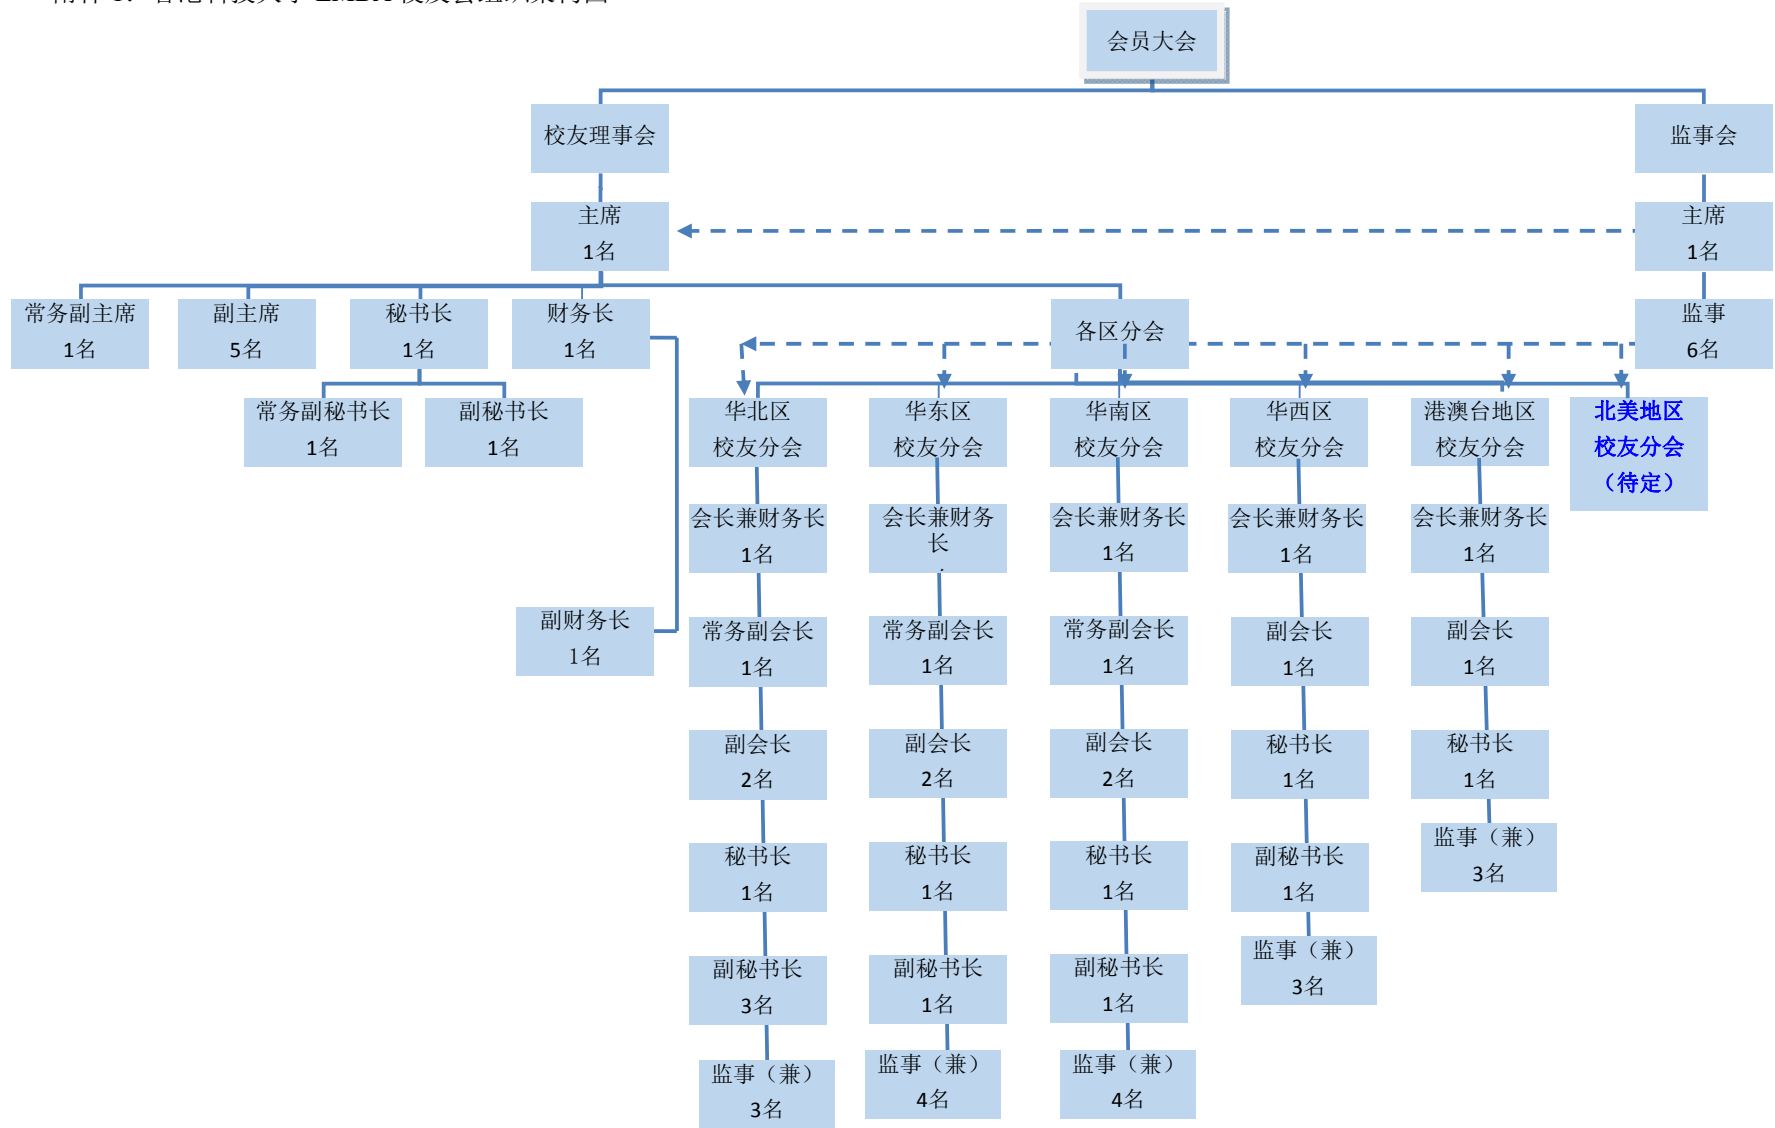 会员大会
校友理事会
监事会
主席
1名
主席
1名
常务副主席
1名
副主席
5名
秘书长
1名
财务长
1名
各区分会
监事
6名
常务副秘书长
1名
副秘书长
1名
华北区
校友分会
华东区
校友分会
华南区
校友分会
华西区
校友分会
港澳台地区
校友分会
北美地区
校友分会
（待定）
会长兼财务长
1名
会长兼财务
长
会长兼财务长
1名
会长兼财务长
1名
会长兼财务长
1名
副财务长
1名
常务副会长
1名
常务副会长
1名
常务副会长
1名
副会长
1名
副会长
1名
副会长
2名
副会长
2名
副会长
2名
秘书长
1名
秘书长
1名
秘书长
1名
秘书长
1名
秘书长
1名
副秘书长
1名
监事（兼）
3名
副秘书长
3名
副秘书长
1名
副秘书长
1名
监事（兼）
3名
监事（兼）
3名
监事（兼）
4名
监事（兼）
4名